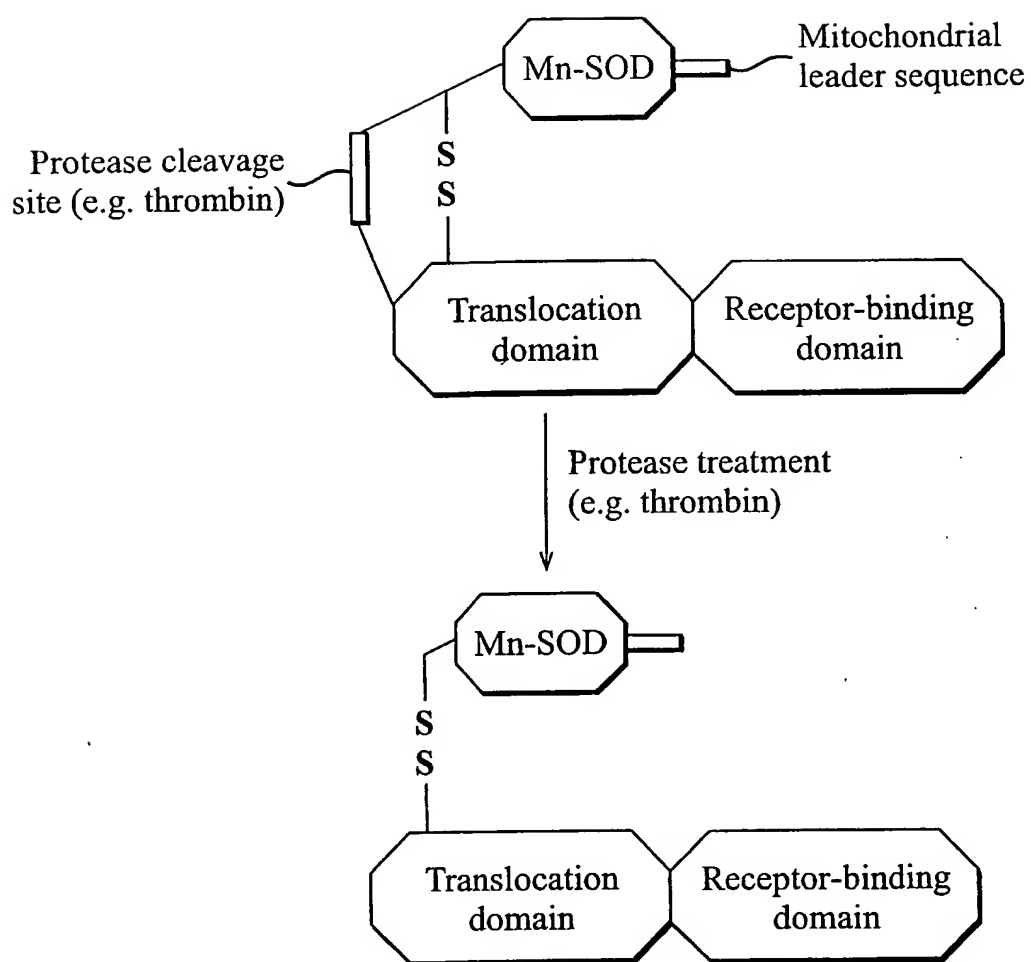 Mn-SOD
Mitochondrial
leader sequence
Protease cleavage
site (e.g. thrombin)
S
S
Translocation
domain
Receptor-binding
domain
Protease treatment
(e.g. thrombin)
Mn-SOD
S
S
Translocation
domain
Receptor-binding
domain